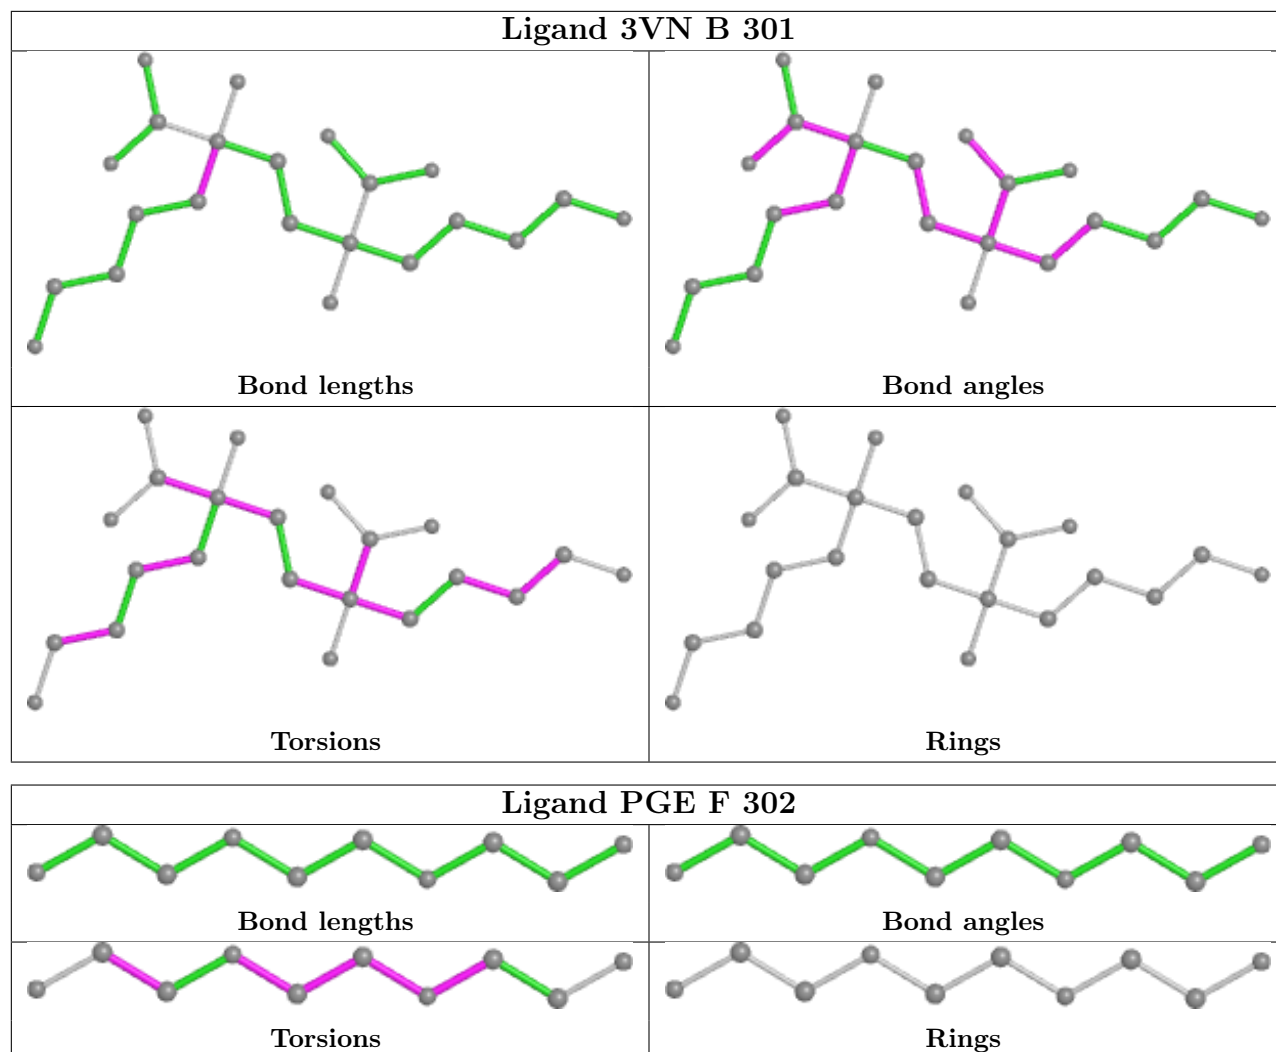 Ligand 3VN B 301
Bond lengths
Bond angles
Torsions
Rings
Ligand PGE F 302
Bond lengths
Bond angles
Torsions
Rings